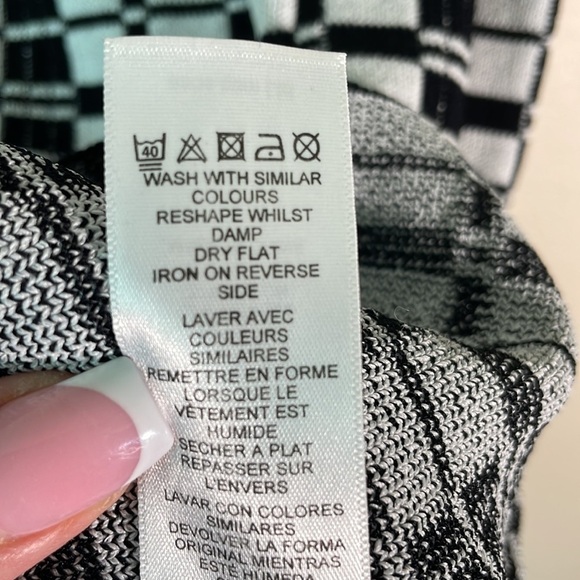 40
WASH WITH SIMILAR
COLOURS
RESHAPE WHILST
DAMP
DRY FLAT
IRON ON REVERSE
SIDE
LAVER AVEC
COULEURS
SIMILAIRES
REMETTRE EN FORME
LORSQUE LE
VÊTEMENT EST
HUMIDE
SECHER A PLAT
REPASSER SUR
L'ENVERS
LAVAR CON COLORES
SIMILARES
DEVOLVER LA FORMA
ORIGINAL MIENTRAS
ESTÉ HUMEDA